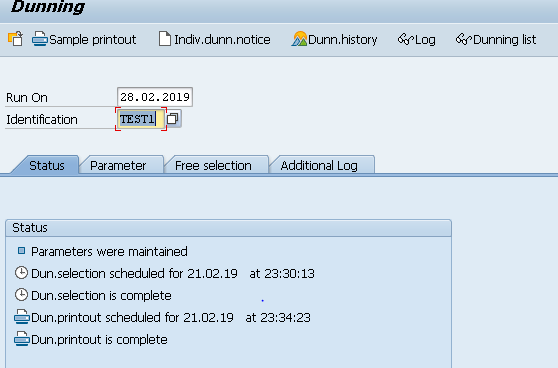 Dunning
Sample printout Indiv.dunn.notice Dunn.history Log Dunning list
Run On 28.02.2019
Identification TEST1
Status Parameter Free selection Additional Log
Status
Parameters were maintained
Dun.selection scheduled for 21.02.19 at 23:30:13
Dun.selection is complete
Dun.printout scheduled for 21.02.19 at 23:34:23
Dun.printout is complete